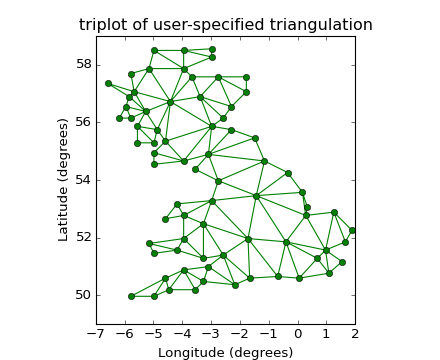 triplot of user-specified triangulation
Latitude (degrees)
58
56
54
52
50
−7 −6 −5 −4 −3 −2 −1 0 1 2
Longitude (degrees)